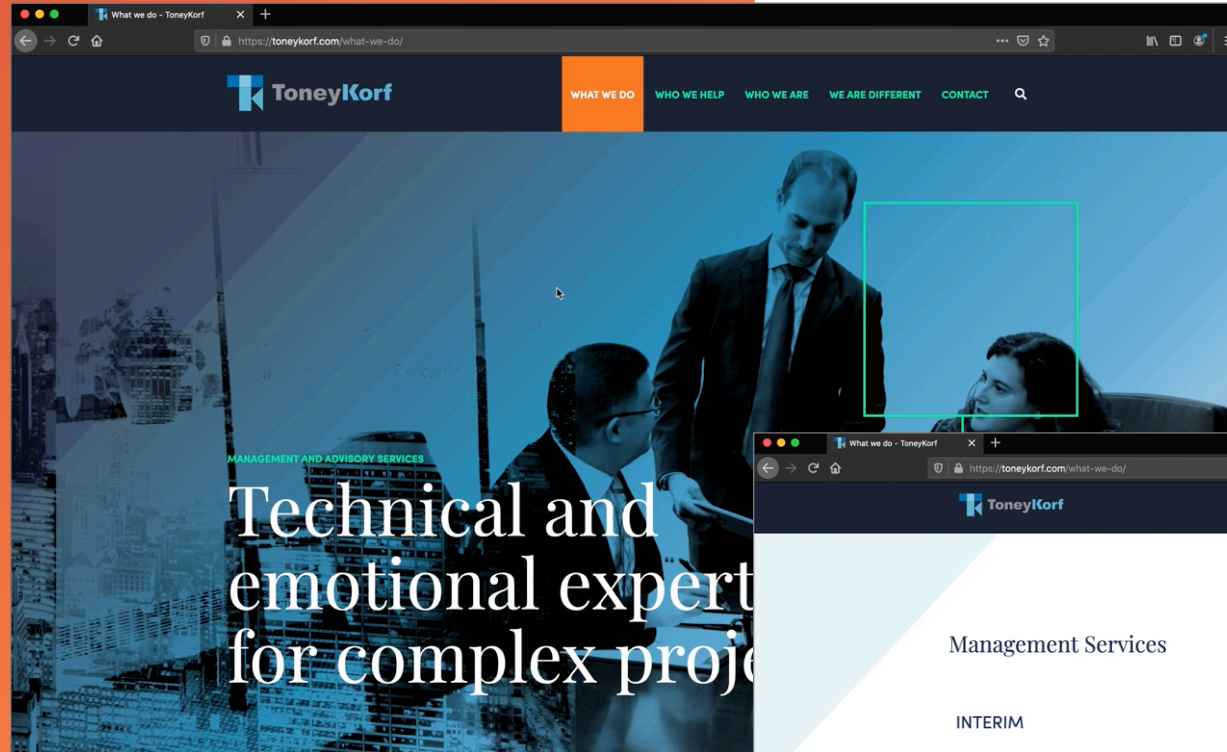 What we do - ToneyKorf
https://toneykorf.com/what-we-do/
ToneyKorf
WHAT WE DO
WHO WE HELP
WHO WE ARE
WE ARE DIFFERENT
CONTACT
MANAGEMENT AND ADVISORY SERVICES
Technical and
emotional expert
for complex proje
What we do - ToneyKorf
https://toneykorf.com/what-we-do/
ToneyKorf
Management Services
INTERIM